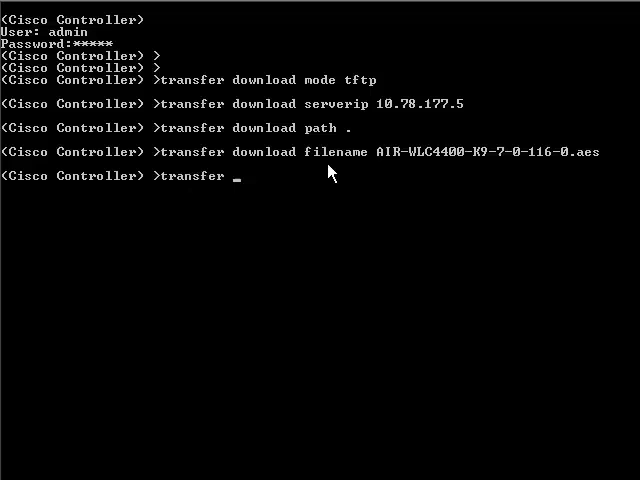 (Cisco Controller)
User: admin
Password:*****
(Cisco Controller) >
(Cisco Controller) >
(Cisco Controller) >transfer download mode tftp
(Cisco Controller) >transfer download serverip 10.78.177.5
(Cisco Controller) >transfer download path .
(Cisco Controller) >transfer download filename AIR-WLC4400-K9-7-0-116-0.aes
(Cisco Controller) >transfer _